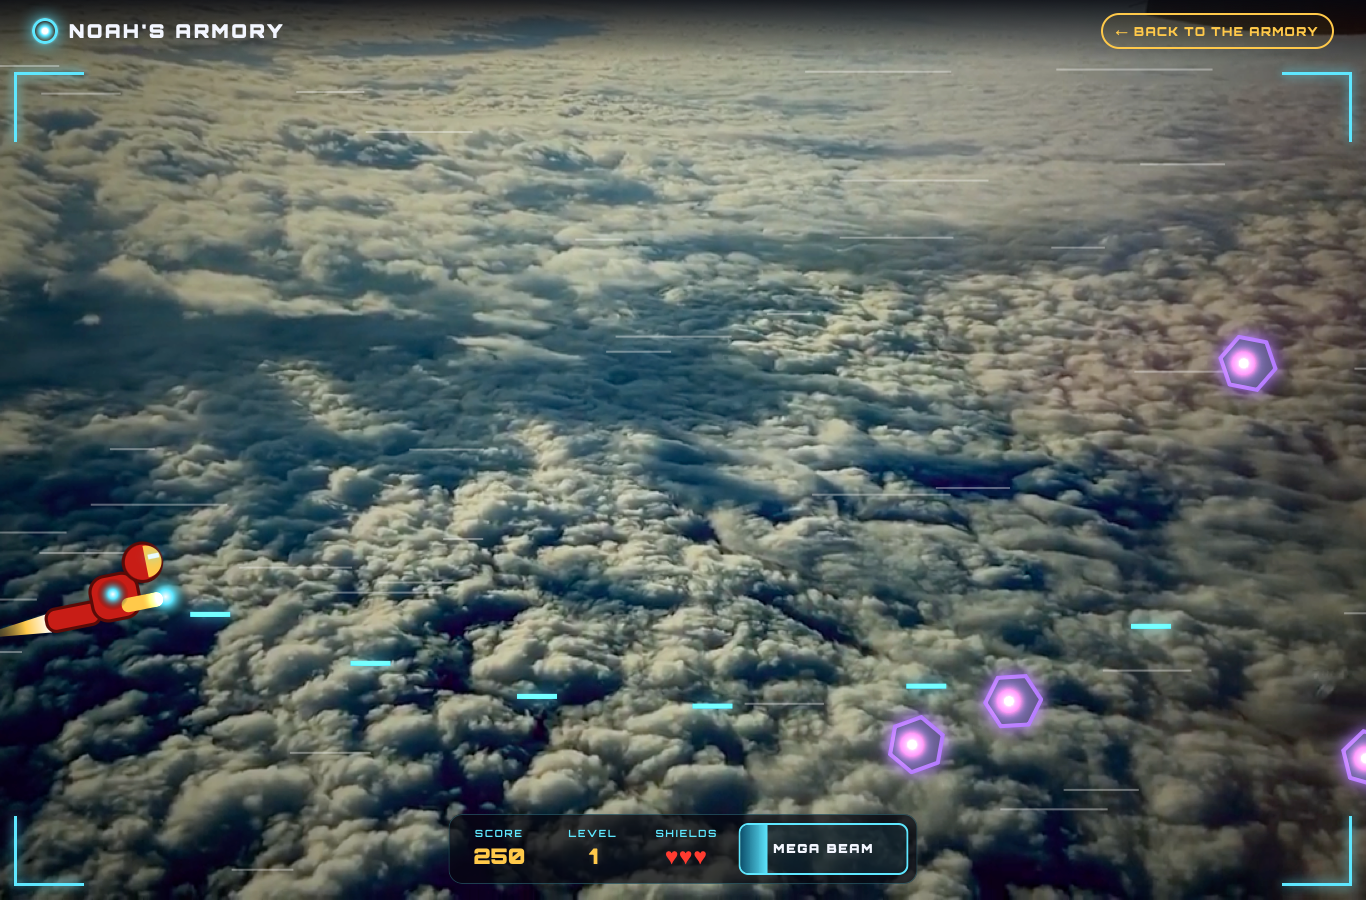 NOAH'S ARMORY
← BACK TO THE ARMORY
SCORE
250
LEVEL
1
SHIELDS
♥♥♥
MEGA BEAM